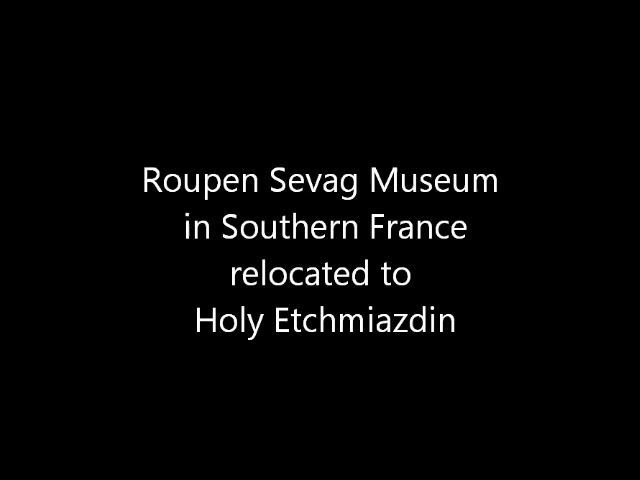 Roupen Sevag Museum
in Southern France
relocated to
Holy Etchmiazdin